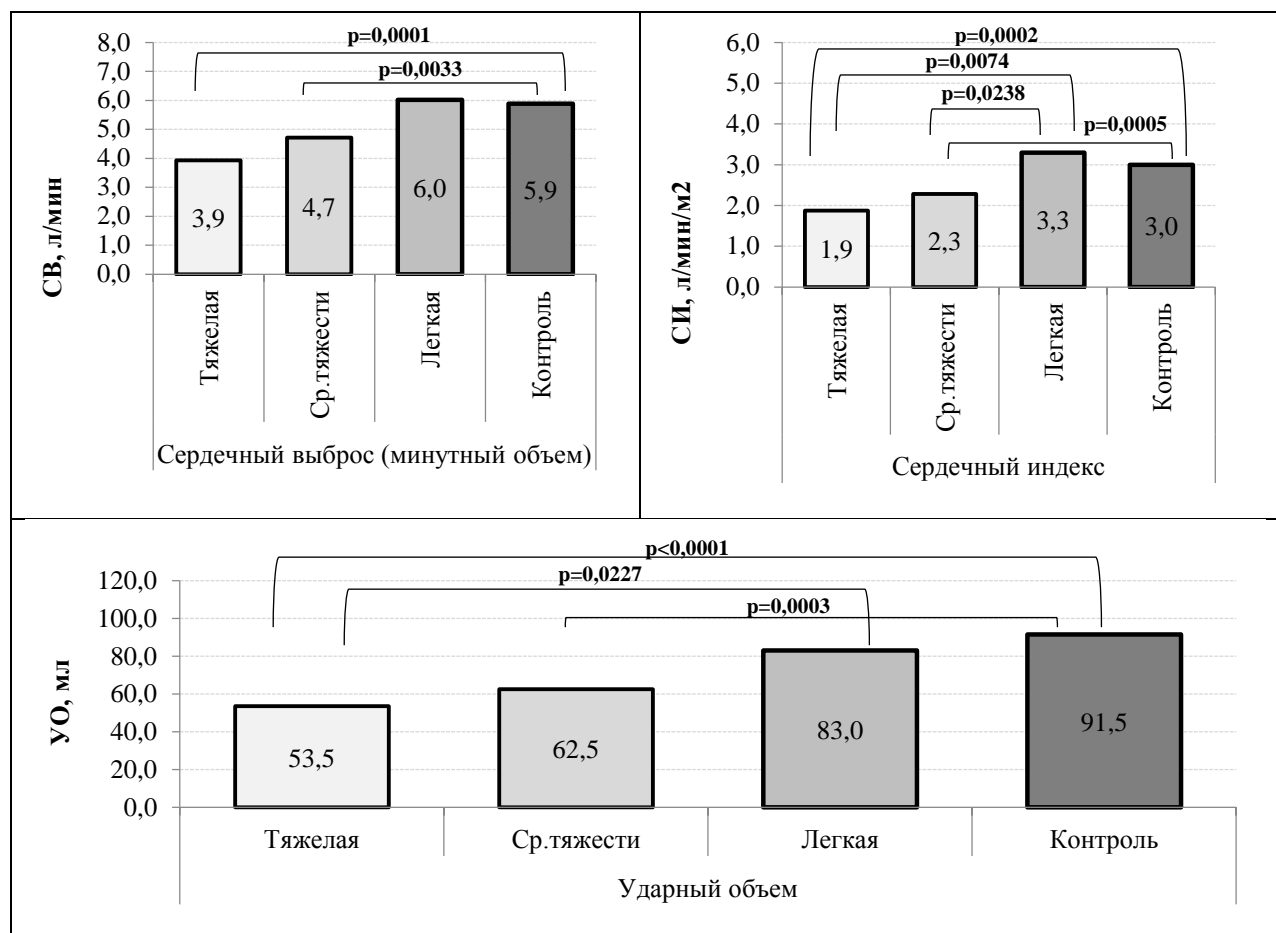 p=0,0001
p=0,0033
8,0
7,0
6,0
5,0
4,0
3,0
2,0
1,0
0,0
СВ, л/мин
3,9
4,7
6,0
5,9
Тяжелая
Ср.тяжести
Легкая
Контроль
Сердечный выброс (минутный объем)
p=0,0002
p=0,0074
p=0,0238
p=0,0005
6,0
5,0
4,0
3,0
2,0
1,0
0,0
СИ, л/мин/м2
1,9
2,3
3,3
3,0
Тяжелая
Ср.тяжести
Легкая
Контроль
Сердечный индекс
p<0,0001
p=0,0227
p=0,0003
120,0
100,0
80,0
60,0
40,0
20,0
0,0
УО, мл
53,5
62,5
83,0
91,5
Тяжелая
Ср.тяжести
Легкая
Контроль
Ударный объем